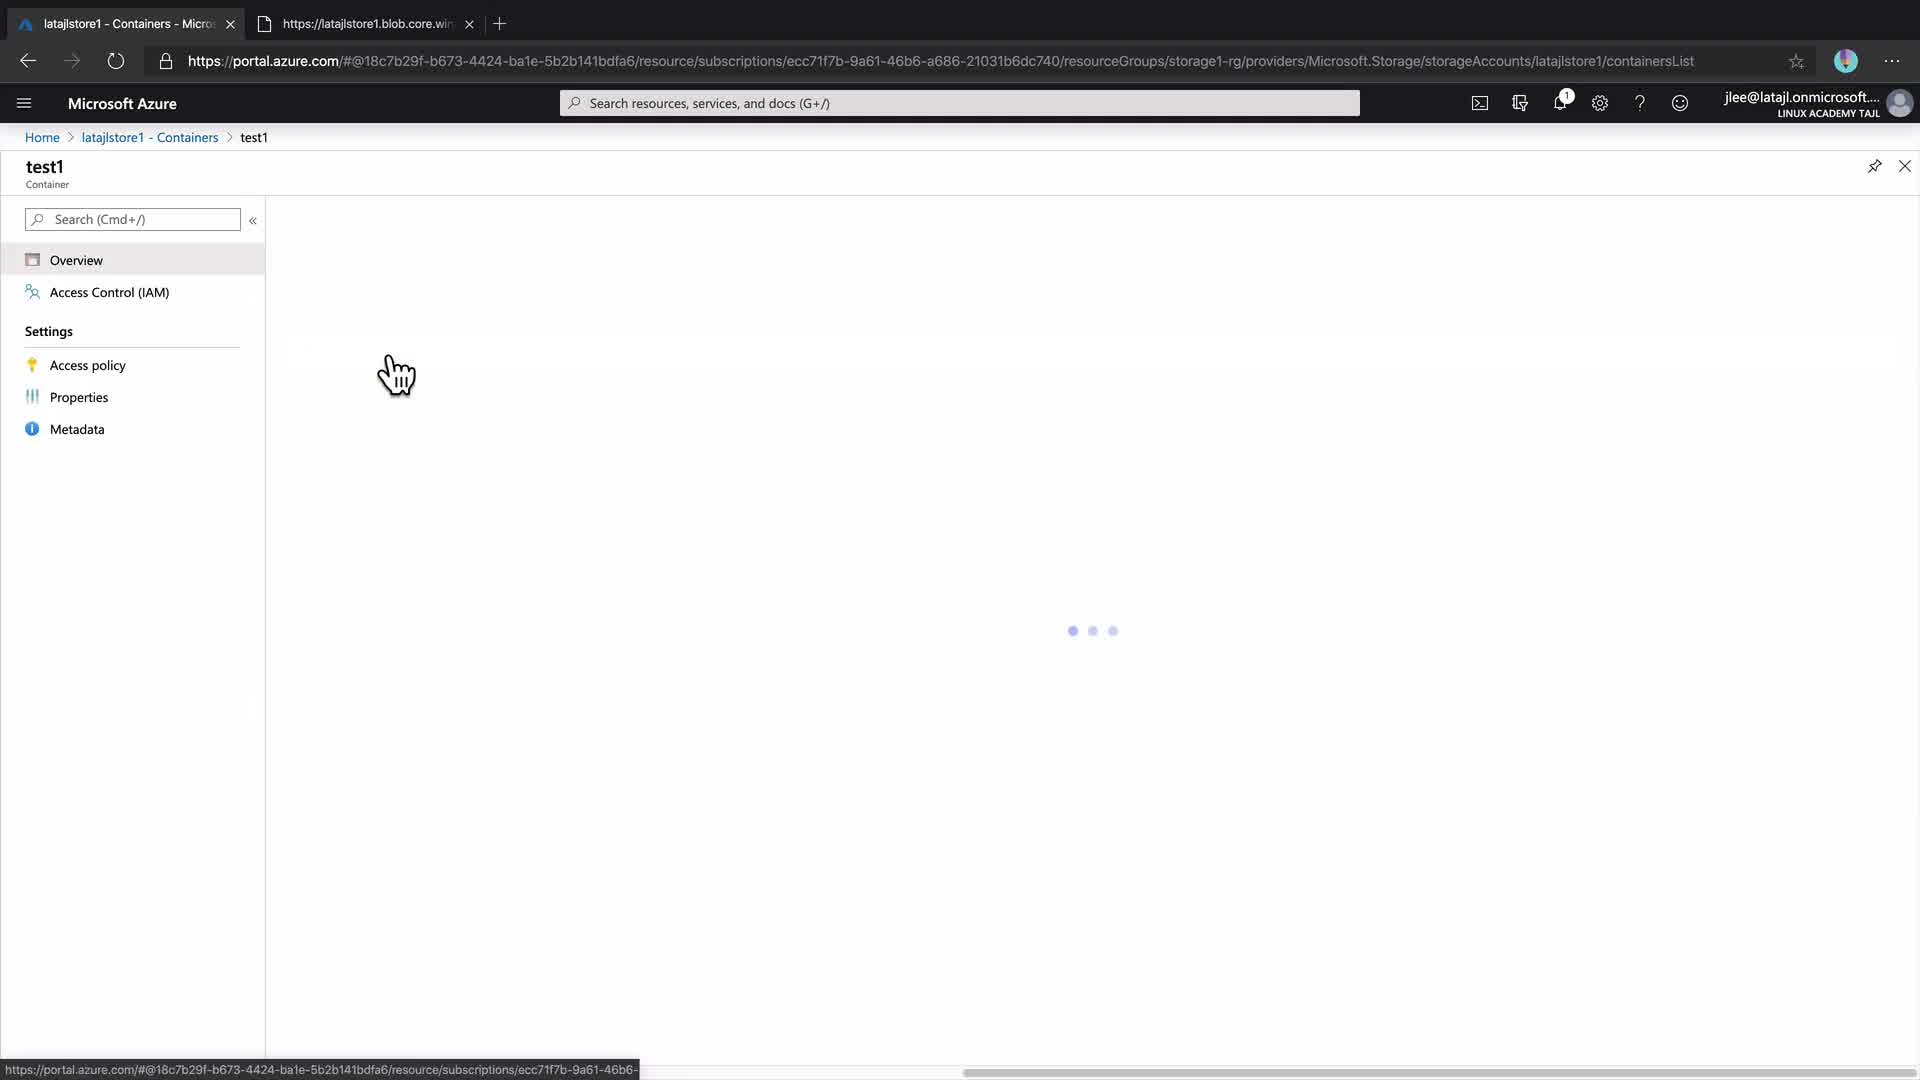 latajlstore1 - Containers - Micros
https://latajlstore1.blob.core.win
https://portal.azure.com/#@18c7b29f-b673-4424-ba1e-5b2b141bdfa6/resource/subscriptions/ecc71f7b-9a61-46b6-a686-21031b6dc740/resourceGroups/storage1-rg/providers/Microsoft.Storage/storageAccounts/latajlstore1/containersList
Microsoft Azure
Search resources, services, and docs (G+/)
1
jlee@latajl.onmicrosoft....
LINUX ACADEMY TAJL
Home > latajlstore1 - Containers > test1
test1
Container
Search (Cmd+/)
«
Overview
Access Control (IAM)
Settings
Access policy
Properties
Metadata
https://portal.azure.com/#@18c7b29f-b673-4424-ba1e-5b2b141bdfa6/resource/subscriptions/ecc71f7b-9a61-46b6-